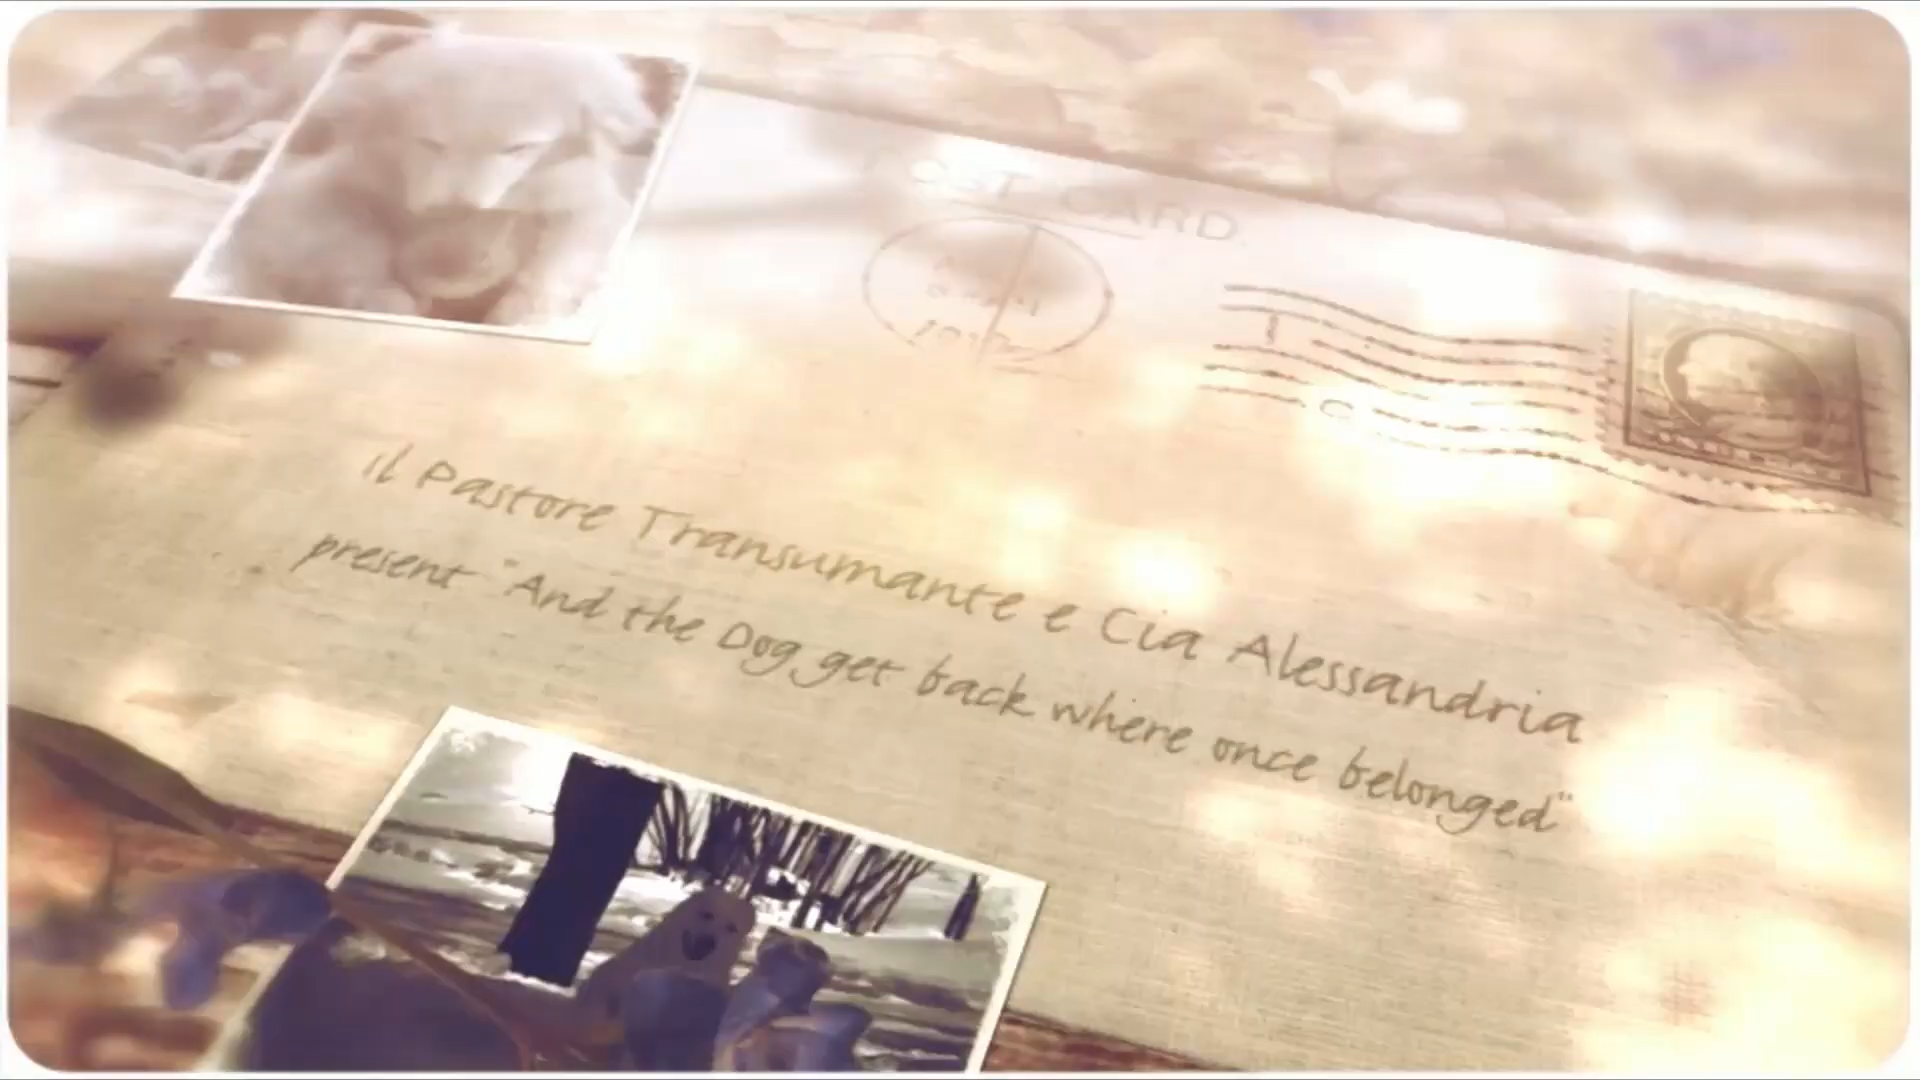 POST CARD
il Pastore Transumante e Cia Alessandria
present "And the Dog get back where once belonged"